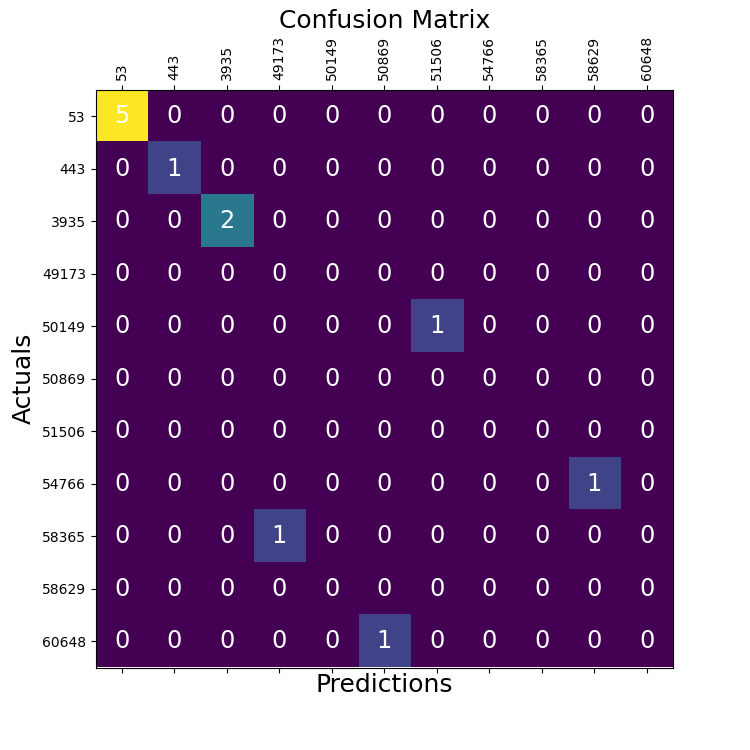 Confusion Matrix
53 443 3935 49173 50149 50869 51506 54766 58365 58629 60648
53 5 0 0 0 0 0 0 0 0 0 0
443 0 1 0 0 0 0 0 0 0 0 0
3935 0 0 2 0 0 0 0 0 0 0 0
49173 0 0 0 0 0 0 0 0 0 0 0
50149 0 0 0 0 0 0 1 0 0 0 0
50869 0 0 0 0 0 0 0 0 0 0 0
51506 0 0 0 0 0 0 0 0 0 0 0
54766 0 0 0 0 0 0 0 0 0 1 0
58365 0 0 0 1 0 0 0 0 0 0 0
58629 0 0 0 0 0 0 0 0 0 0 0
60648 0 0 0 0 0 1 0 0 0 0 0
Actuals
Predictions